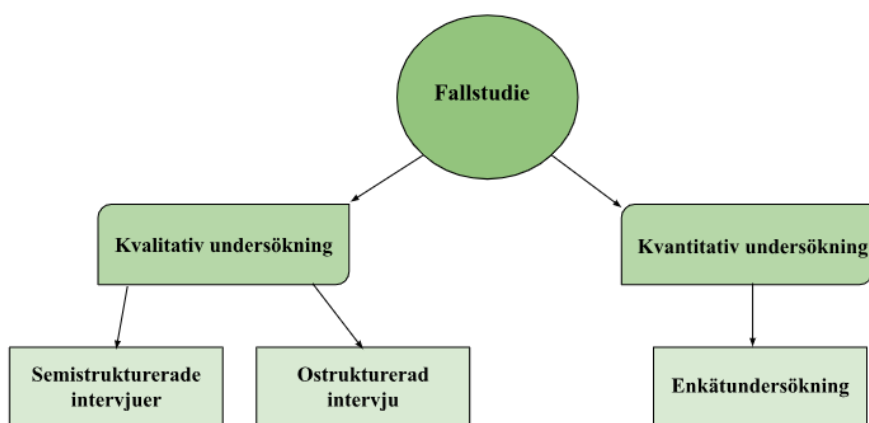 Fallstudie
Kvalitativ undersökning
Kvantitativ undersökning
Semistrukturerade
intervjuer
Ostrukturerad
intervju
Enkätundersökning